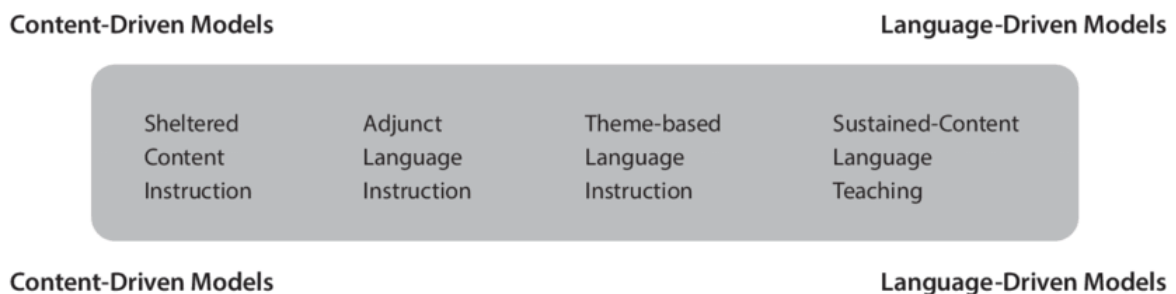 Content-Driven Models Language-Driven Models
Sheltered Adjunct Theme-based Sustained-Content
Content Language Language Language
Instruction Instruction Instruction Teaching
Content-Driven Models Language-Driven Models